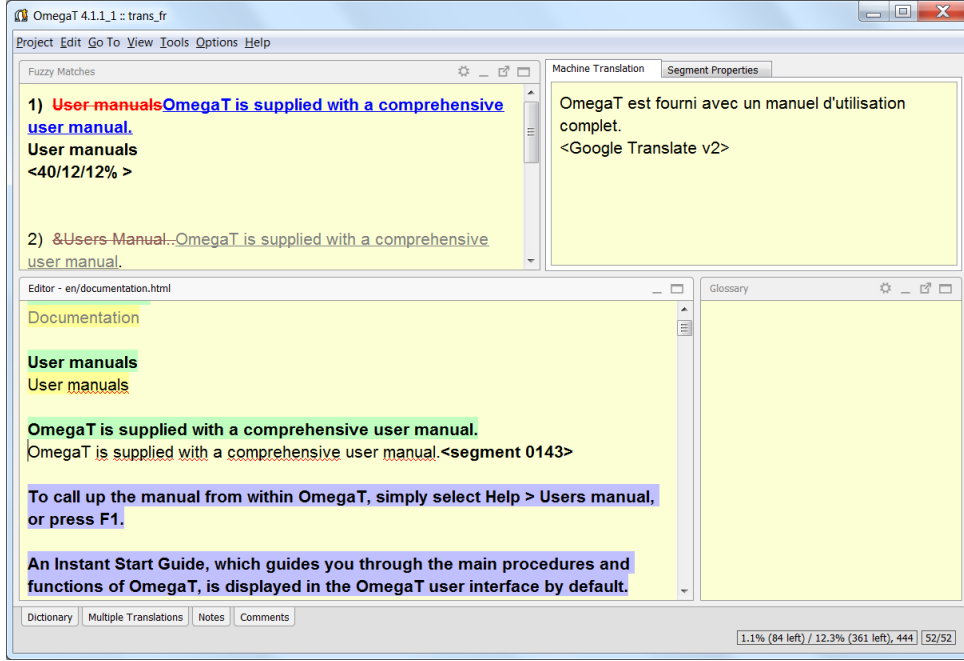 OmegaT 4.1.1_1 :: trans_fr
Project Edit Go To View Tools Options Help
Fuzzy Matches
1) User manualsOmegaT is supplied with a comprehensive
user manual.
User manuals
<40/12/12% >
2) &Users Manual..OmegaT is supplied with a comprehensive
user manual.
Machine Translation Segment Properties
OmegaT est fourni avec un manuel d'utilisation
complet.
<Google Translate v2>
Editor - en/documentation.html
Documentation
User manuals
User manuals
OmegaT is supplied with a comprehensive user manual.
OmegaT is supplied with a comprehensive user manual.<segment 0143>
To call up the manual from within OmegaT, simply select Help > Users manual,
or press F1.
An Instant Start Guide, which guides you through the main procedures and
functions of OmegaT, is displayed in the OmegaT user interface by default.
Glossary
Dictionary Multiple Translations Notes Comments
1.1% (84 left) / 12.3% (361 left), 444 52/52